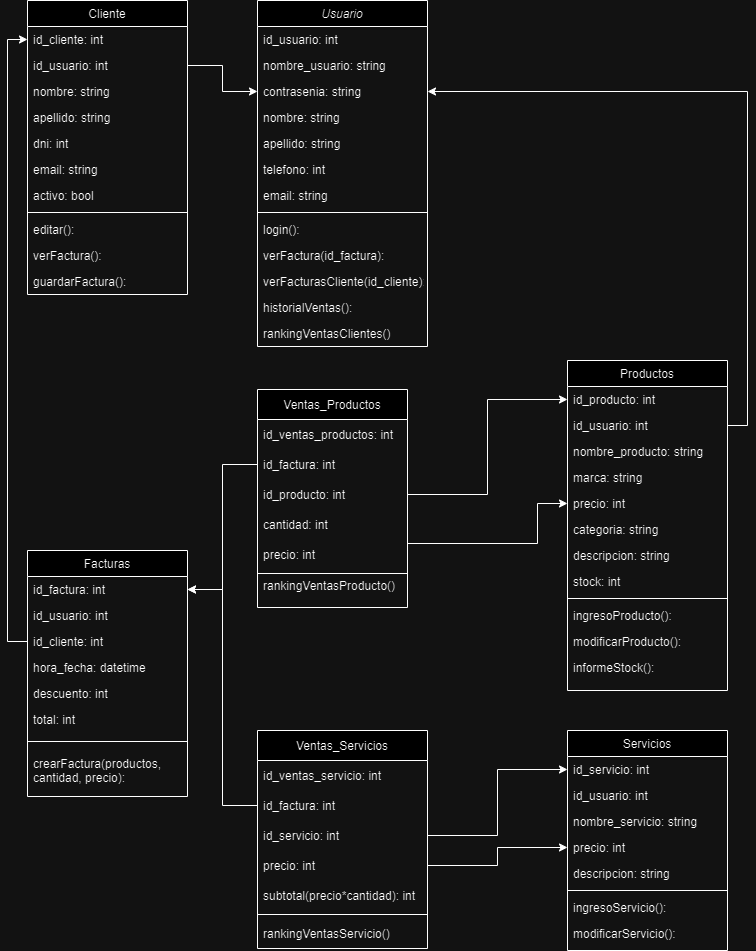 Cliente
id_cliente: int
id_usuario: int
nombre: string
apellido: string
dni: int
email: string
activo: bool
editar():
verFactura():
guardarFactura():
Usuario
id_usuario: int
nombre_usuario: string
contrasenia: string
nombre: string
apellido: string
telefono: int
email: string
login():
verFactura(id_factura):
verFacturasCliente(id_cliente)
historialVentas():
rankingVentasClientes()
Ventas_Productos
id_ventas_productos: int
id_factura: int
id_producto: int
cantidad: int
precio: int
rankingVentasProducto()
Productos
id_producto: int
id_usuario: int
nombre_producto: string
marca: string
precio: int
categoria: string
descripcion: string
stock: int
ingresoProducto():
modificarProducto():
informeStock():
Facturas
id_factura: int
id_usuario: int
id_cliente: int
hora_fecha: datetime
descuento: int
total: int
crearFactura(productos,
cantidad, precio):
Ventas_Servicios
id_ventas_servicio: int
id_factura: int
id_servicio: int
precio: int
subtotal(precio*cantidad): int
rankingVentasServicio()
Servicios
id_servicio: int
id_usuario: int
nombre_servicio: string
precio: int
descripcion: string
ingresoServicio():
modificarServicio():